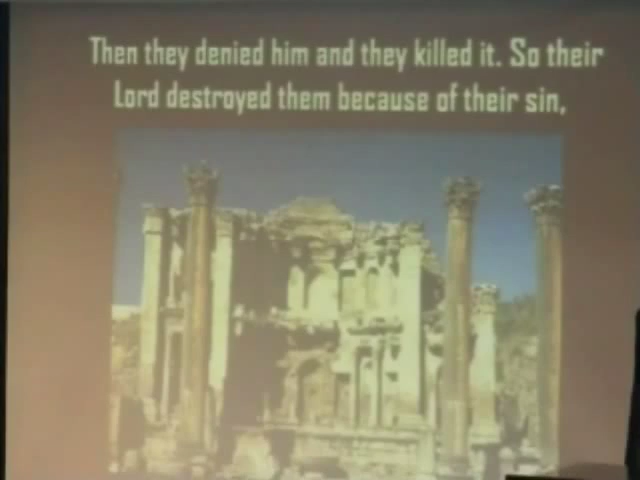 Then they denied him and they killed it. So their
Lord destroyed them because of their sin,